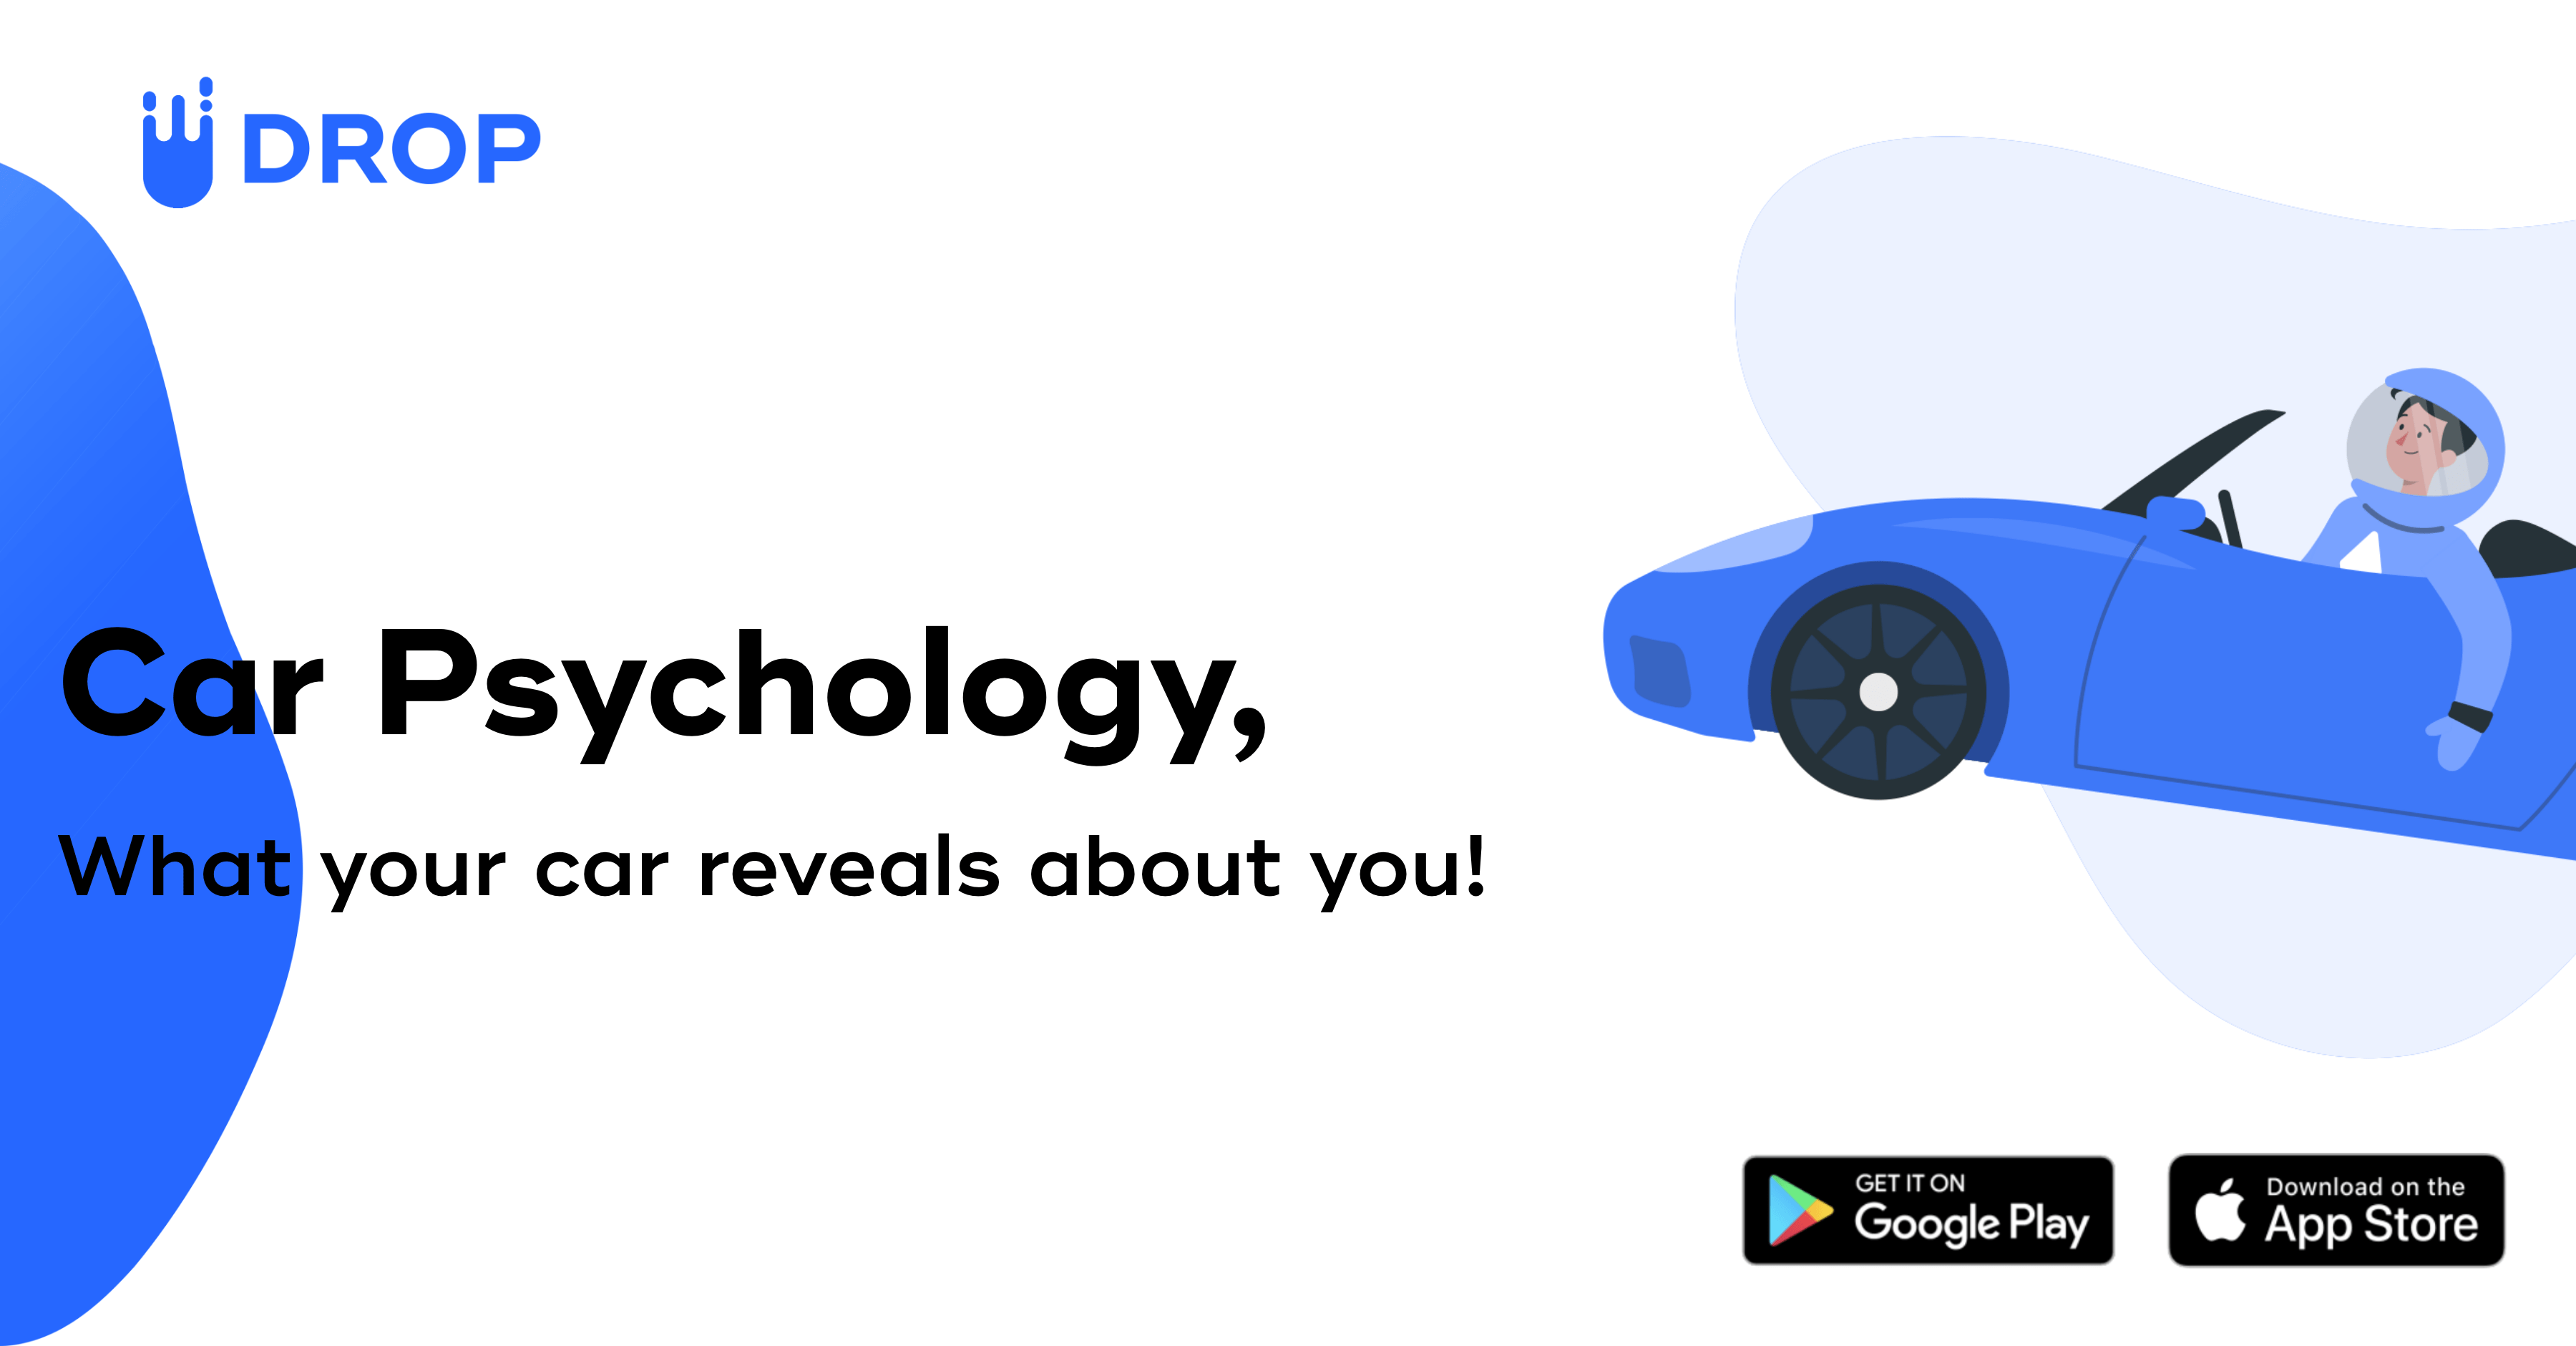 DROP
Car Psychology,
What your car reveals about you!
GET IT ON
Google Play
Download on the
App Store